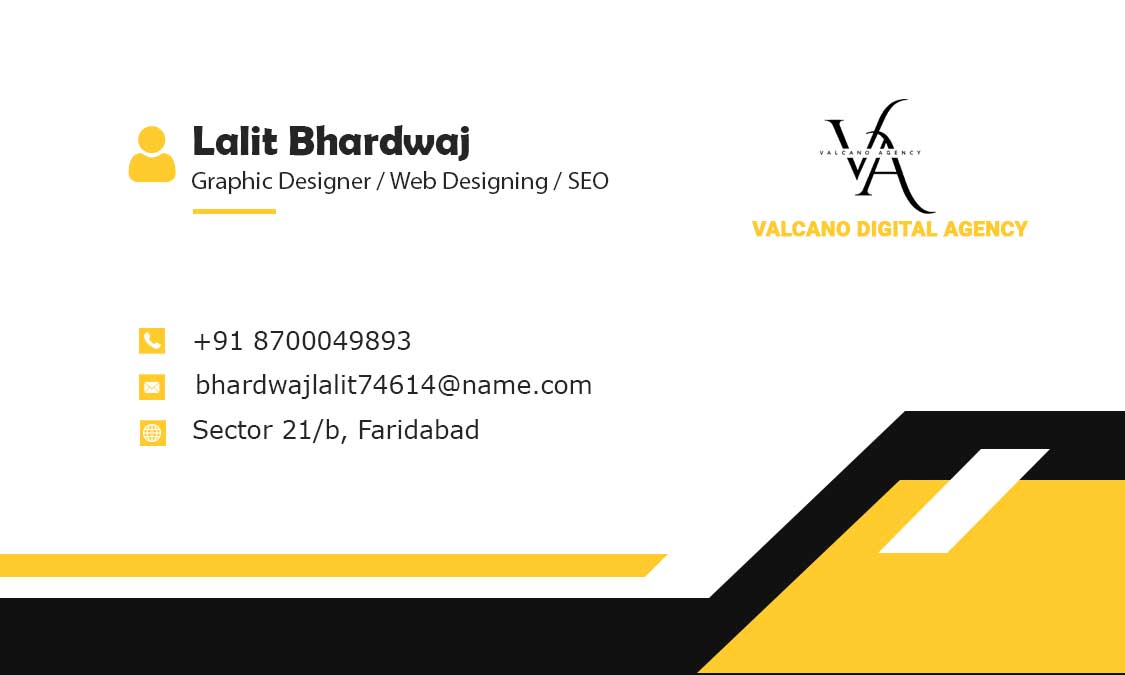 Lalit Bhardwaj
Graphic Designer / Web Designing / SEO
VA
VALCANO AGENCY
VALCANO DIGITAL AGENCY
+91 8700049893
bhardwajlalit74614@name.com
Sector 21/b, Faridabad